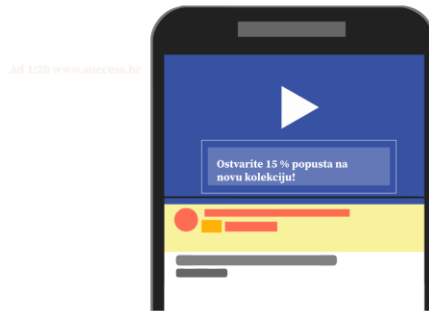 Ad 1:20 www.success.hr
Ostvarite 15 % popusta na
novu kolekciju!